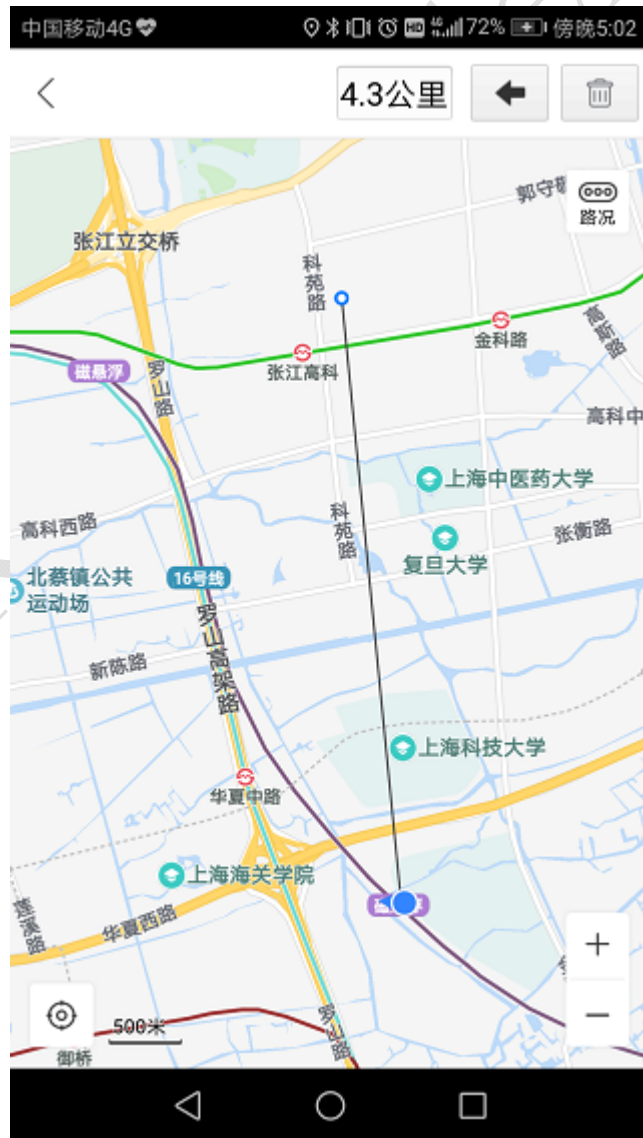 中国移动4G
HD
46
72%
傍晚5:02
4.3公里
郭守
路况
张江立交桥
科苑路
金科路
高斯路
张江高科
磁悬浮
罗山路
高科中
上海中医药大学
高科西路
科苑路
张衡路
复旦大学
北蔡镇公共
运动场
16号线
罗山高架路
新陈路
上海科技大学
华夏中路
上海海关学院
莲溪路
华夏西路
500米
御桥